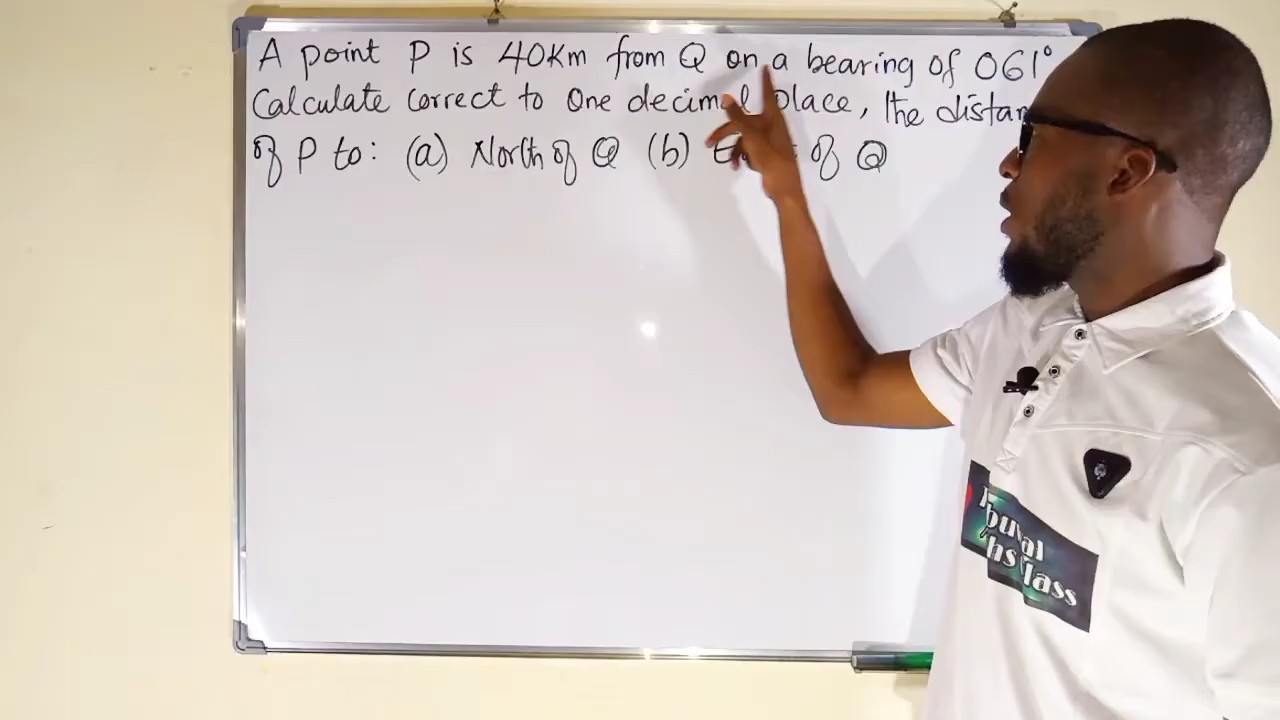 A point P is 40Km from Q on a bearing of 061°
Calculate correct to one decimal place, the
of P to: (a) North of Q (b) of Q